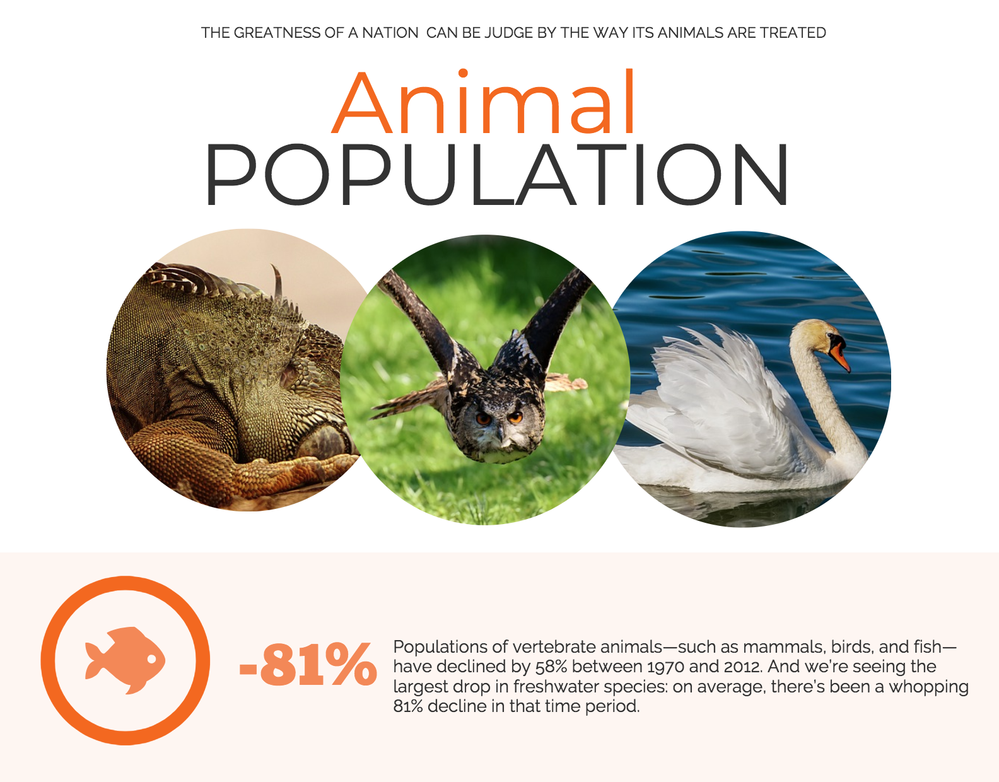 THE GREATNESS OF A NATION  CAN BE JUDGE BY THE WAY ITS ANIMALS ARE TREATED
Animal
POPULATION
-81%
Populations of vertebrate animals—such as mammals, birds, and fish—
have declined by 58% between 1970 and 2012. And we're seeing the
largest drop in freshwater species: on average, there's been a whopping
81% decline in that time period.